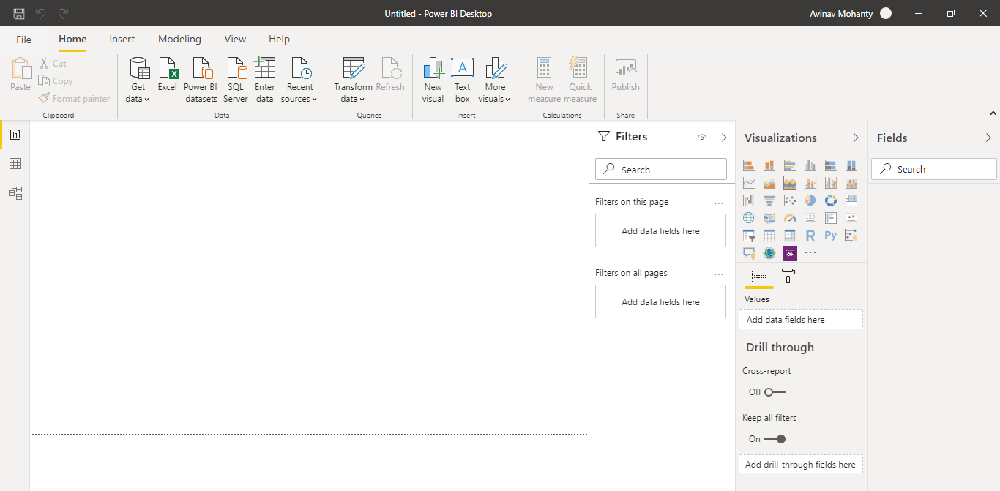 Untitled - Power BI Desktop
Avinav Mohanty
File Home Insert Modeling View Help
Paste
Cut
Copy
Format painter
Clipboard
Get data
Excel
Power BI datasets
SQL Server
Enter data
Recent sources
Data
Transform data
Refresh
Queries
New visual
A
Text box
More visuals
Insert
New measure
Quick measure
Calculations
Publish
Share
Filters
Search
Filters on this page
...
Add data fields here
Filters on all pages
...
Add data fields here
Visualizations
123
R
Py
...
Values
Add data fields here
Drill through
Cross-report
Off
Keep all filters
On
Add drill-through fields here
Fields
Search